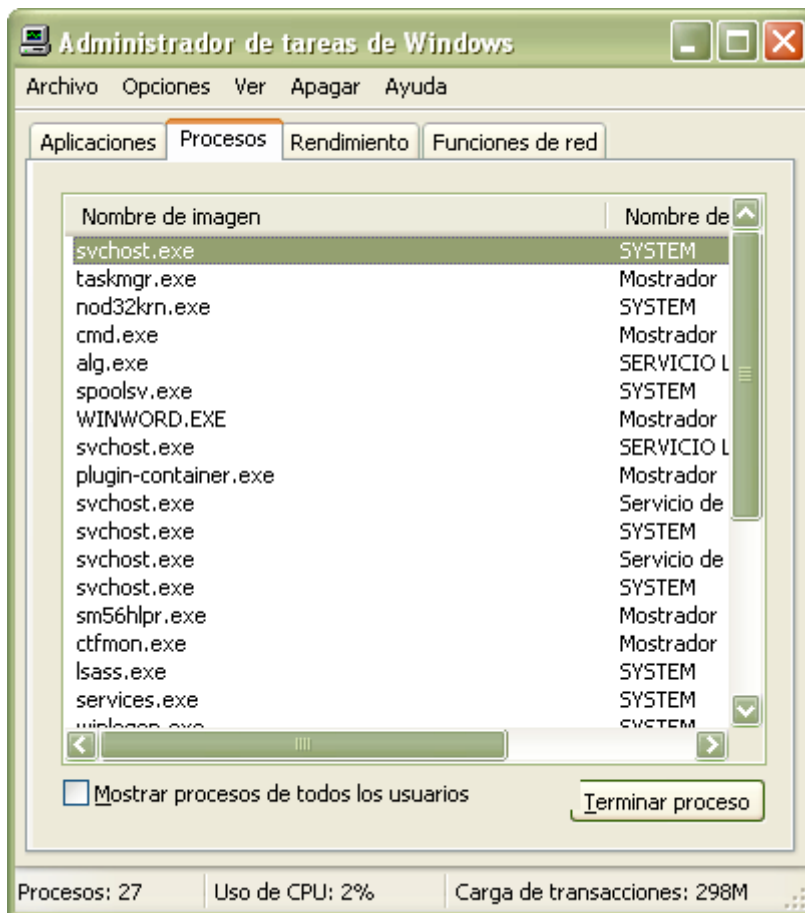 Administrador de tareas de Windows
Archivo Opciones Ver Apagar Ayuda
Aplicaciones Procesos Rendimiento Funciones de red
Nombre de imagen Nombre de
svchost.exe SYSTEM
taskmgr.exe Mostrador
nod32krn.exe SYSTEM
cmd.exe Mostrador
alg.exe SERVICIO L
spoolsv.exe SYSTEM
WINWORD.EXE Mostrador
svchost.exe SERVICIO L
plugin-container.exe Mostrador
svchost.exe Servicio de
svchost.exe SYSTEM
svchost.exe Servicio de
svchost.exe SYSTEM
sm56hlpr.exe Mostrador
ctfmon.exe Mostrador
lsass.exe SYSTEM
services.exe SYSTEM
winlogon.exe SYSTEM
Mostrar procesos de todos los usuarios
Terminar proceso
Procesos: 27 Uso de CPU: 2% Carga de transacciones: 298M